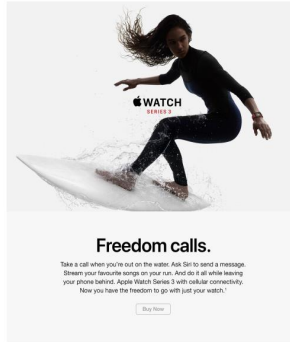 WATCH
SERIES 3
Freedom calls.
Take a call when you're out on the water. Ask Siri to send a message.
Stream your favourite songs on your run. And do it all while leaving
your phone behind. Apple Watch Series 3 with cellular connectivity.
Now you have the freedom to go with just your watch.¹
Buy Now